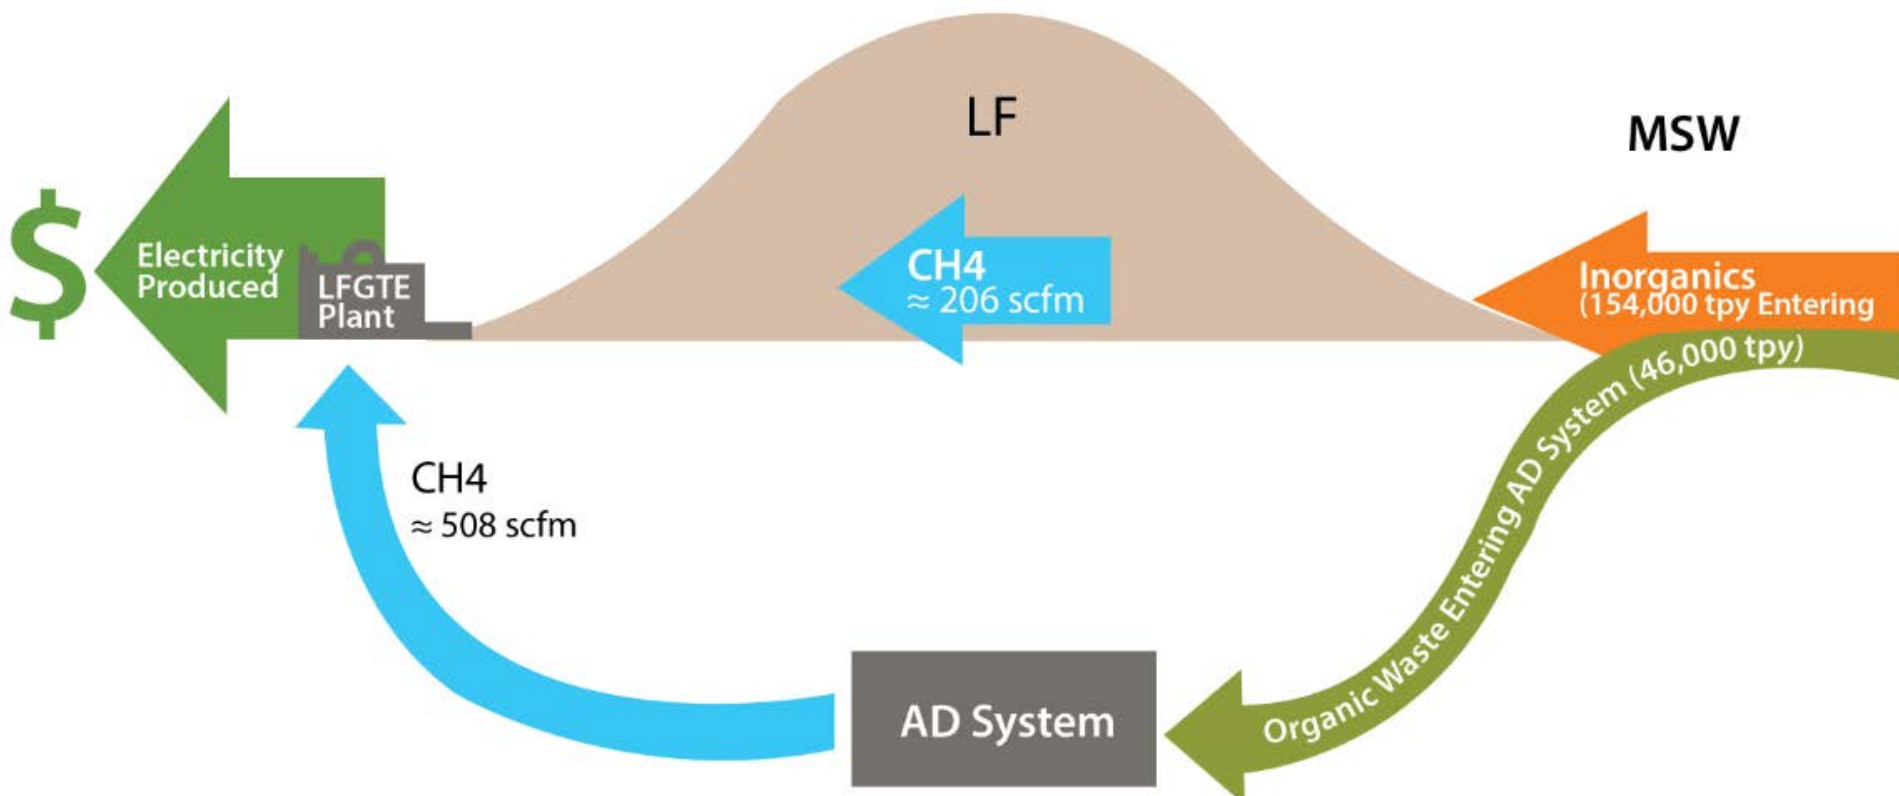 LF
MSW
$
Electricity
Produced
LFGTE
Plant
CH4
≈ 206 scfm
Inorganics
(154,000 tpy Entering
Organic Waste Entering AD System (46,000 tpy)
CH4
≈ 508 scfm
AD System